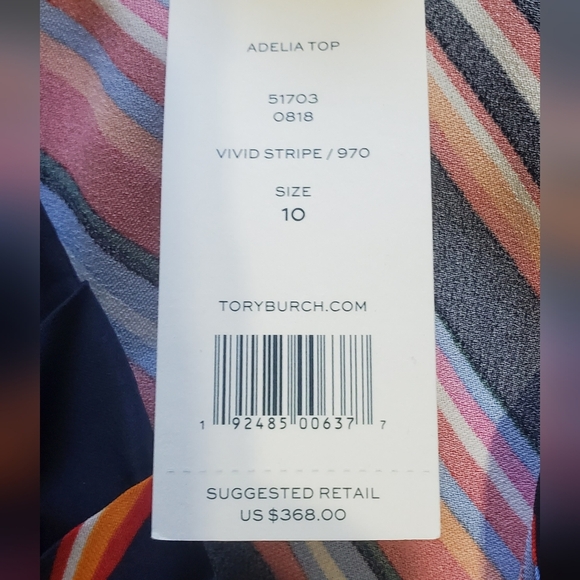 ADELIA TOP
51703
0818
VIVID STRIPE / 970
SIZE
10
TORYBURCH.COM
1 92485 00637 7
SUGGESTED RETAIL
US $368.00